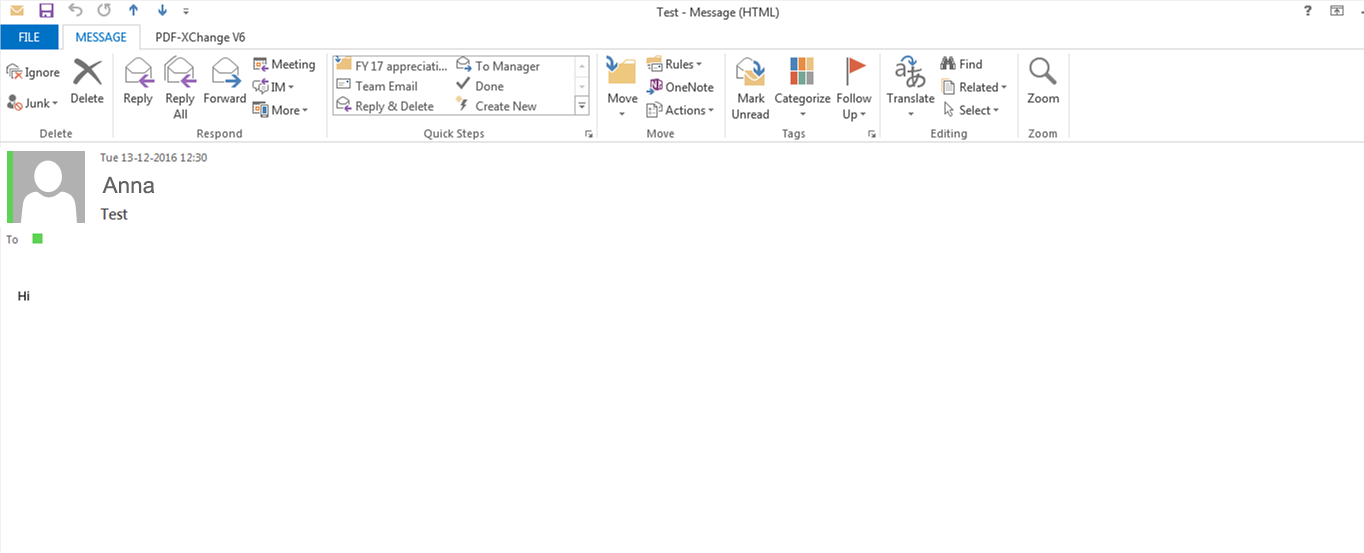 Test - Message (HTML)
?
FILE
MESSAGE
PDF-XChange V6
Ignore
Junk
Delete
Delete
Reply
Reply All
Forward
Meeting
IM
More
Respond
FY 17 appreciati...
Team Email
Reply & Delete
To Manager
Done
Create New
Quick Steps
Move
Rules
OneNote
Actions
Move
Mark Unread
Categorize
Follow Up
Tags
Translate
Find
Related
Select
Editing
Zoom
Zoom
Tue 13-12-2016 12:30
Anna
Test
To
Hi